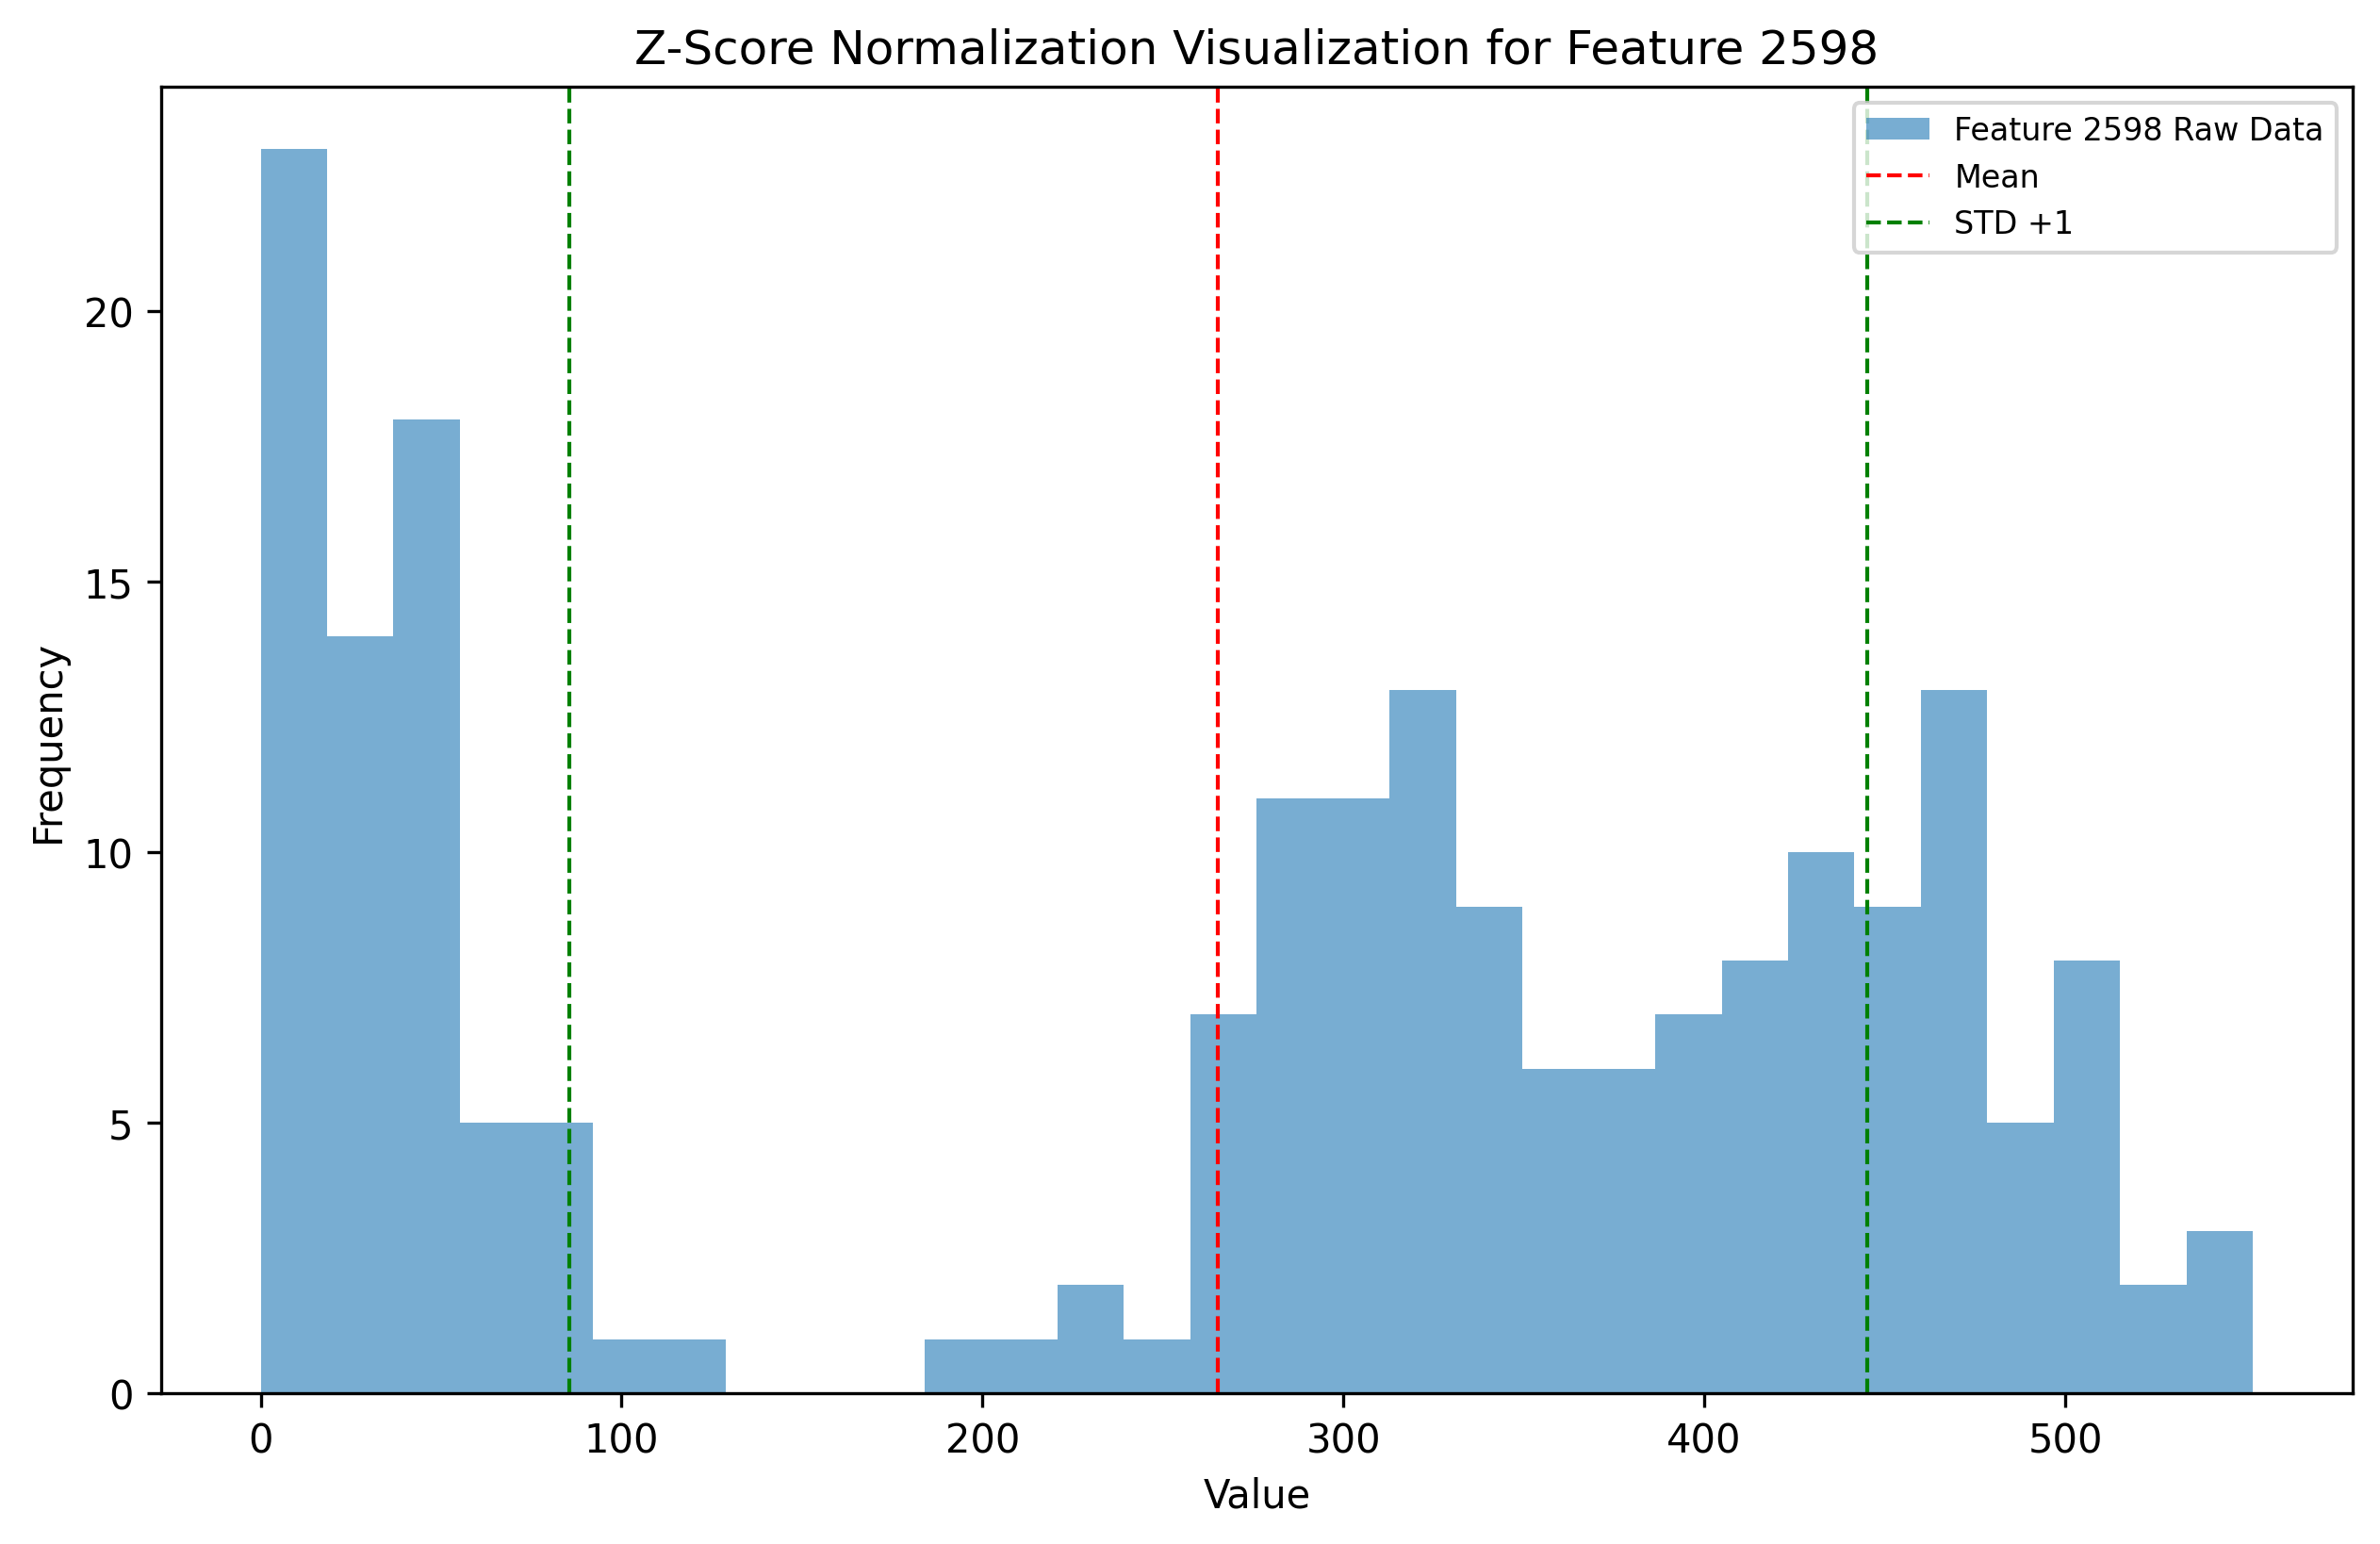 Z-Score Normalization Visualization for Feature 2598
Feature 2598 Raw Data
Mean
STD +1
20
15
10
5
0
Frequency
0 100 200 300 400 500
Value